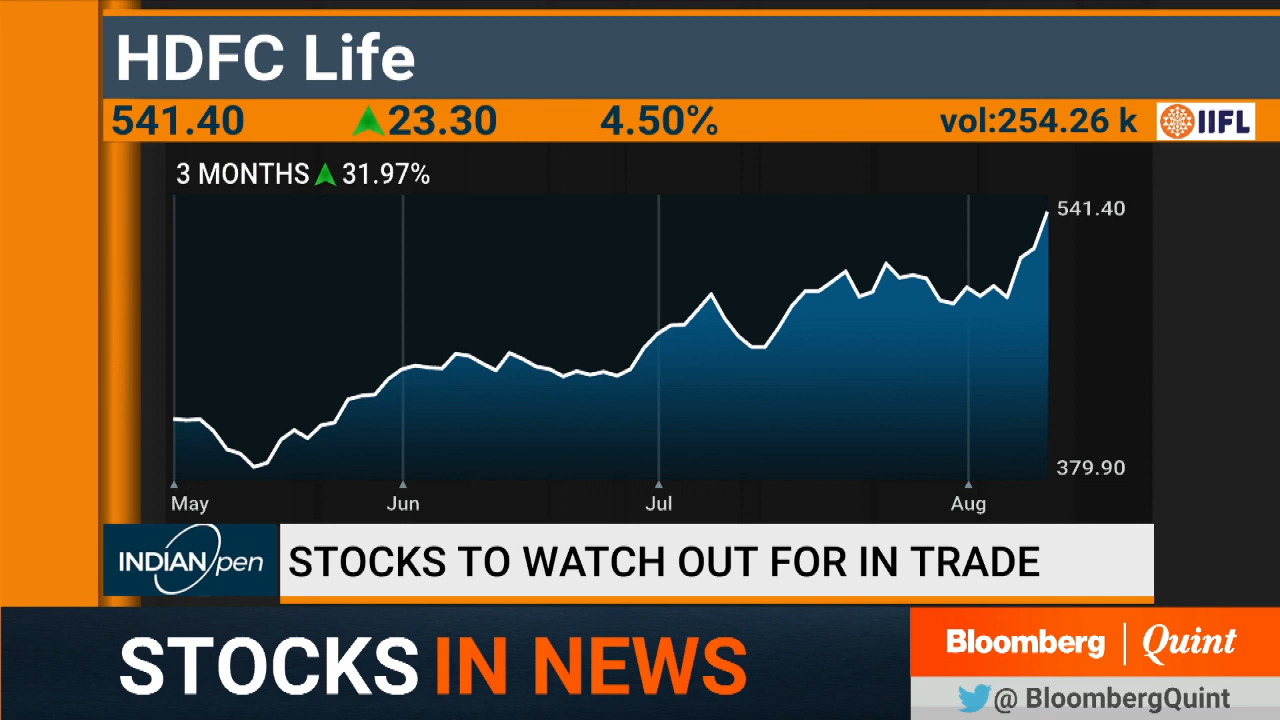 HDFC Life
541.40 23.30 4.50% vol:254.26 k IIFL
3 MONTHS 31.97%
541.40
379.90
May Jun Jul Aug
INDIAN Open STOCKS TO WATCH OUT FOR IN TRADE
STOCKS IN NEWS
Bloomberg | Quint
@ BloombergQuint